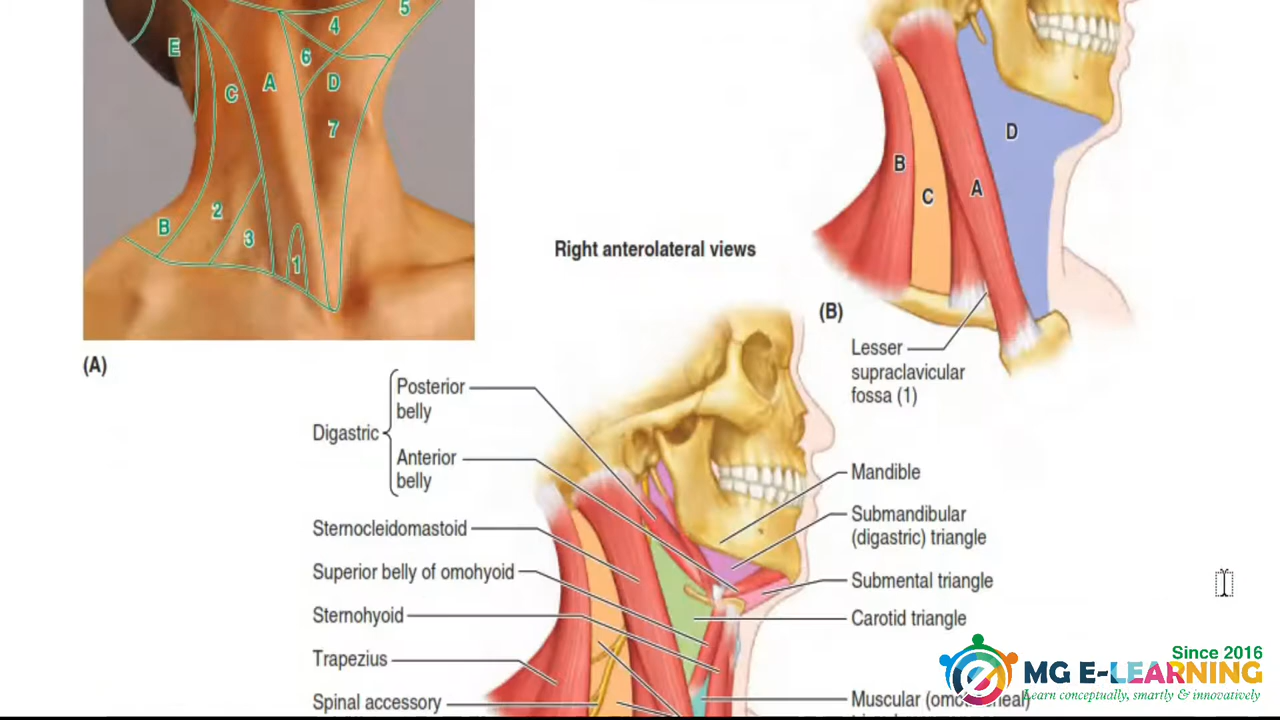 E
C
A
4
5
6
D
7
B
2
3
1
(A)
Right anterolateral views
B
C
A
D
(B)
Lesser
supraclavicular
fossa (1)
Digastric
Posterior
belly
Anterior
belly
Sternocleidomastoid
Superior belly of omohyoid
Sternohyoid
Trapezius
Spinal accessory
Mandible
Submandibular
(digastric) triangle
Submental triangle
Carotid triangle
Muscular
Since 2016
MG E-LEARNING
Learn conceptually, smartly & innovatively